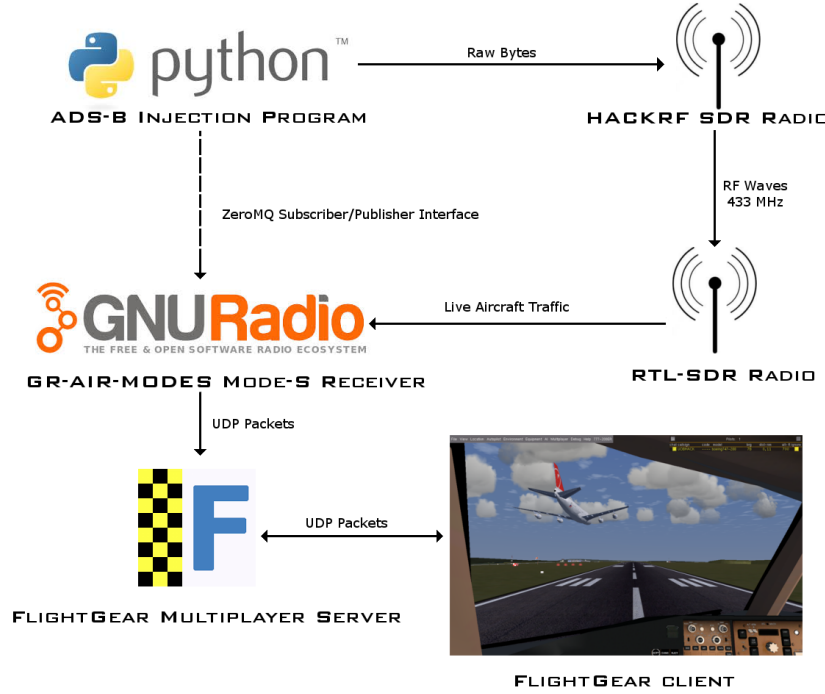 python™
Raw Bytes
ADS-B Injection Program
HackRF SDR Radio
RF Waves
433 MHz
ZeroMQ Subscriber/Publisher Interface
GNURadio
THE FREE & OPEN SOFTWARE RADIO ECOSYSTEM
Live Aircraft Traffic
GR-AIR-MODES Mode-S Receiver
RTL-SDR Radio
UDP Packets
F
UDP Packets
FlightGear Multiplayer Server
FlightGear client